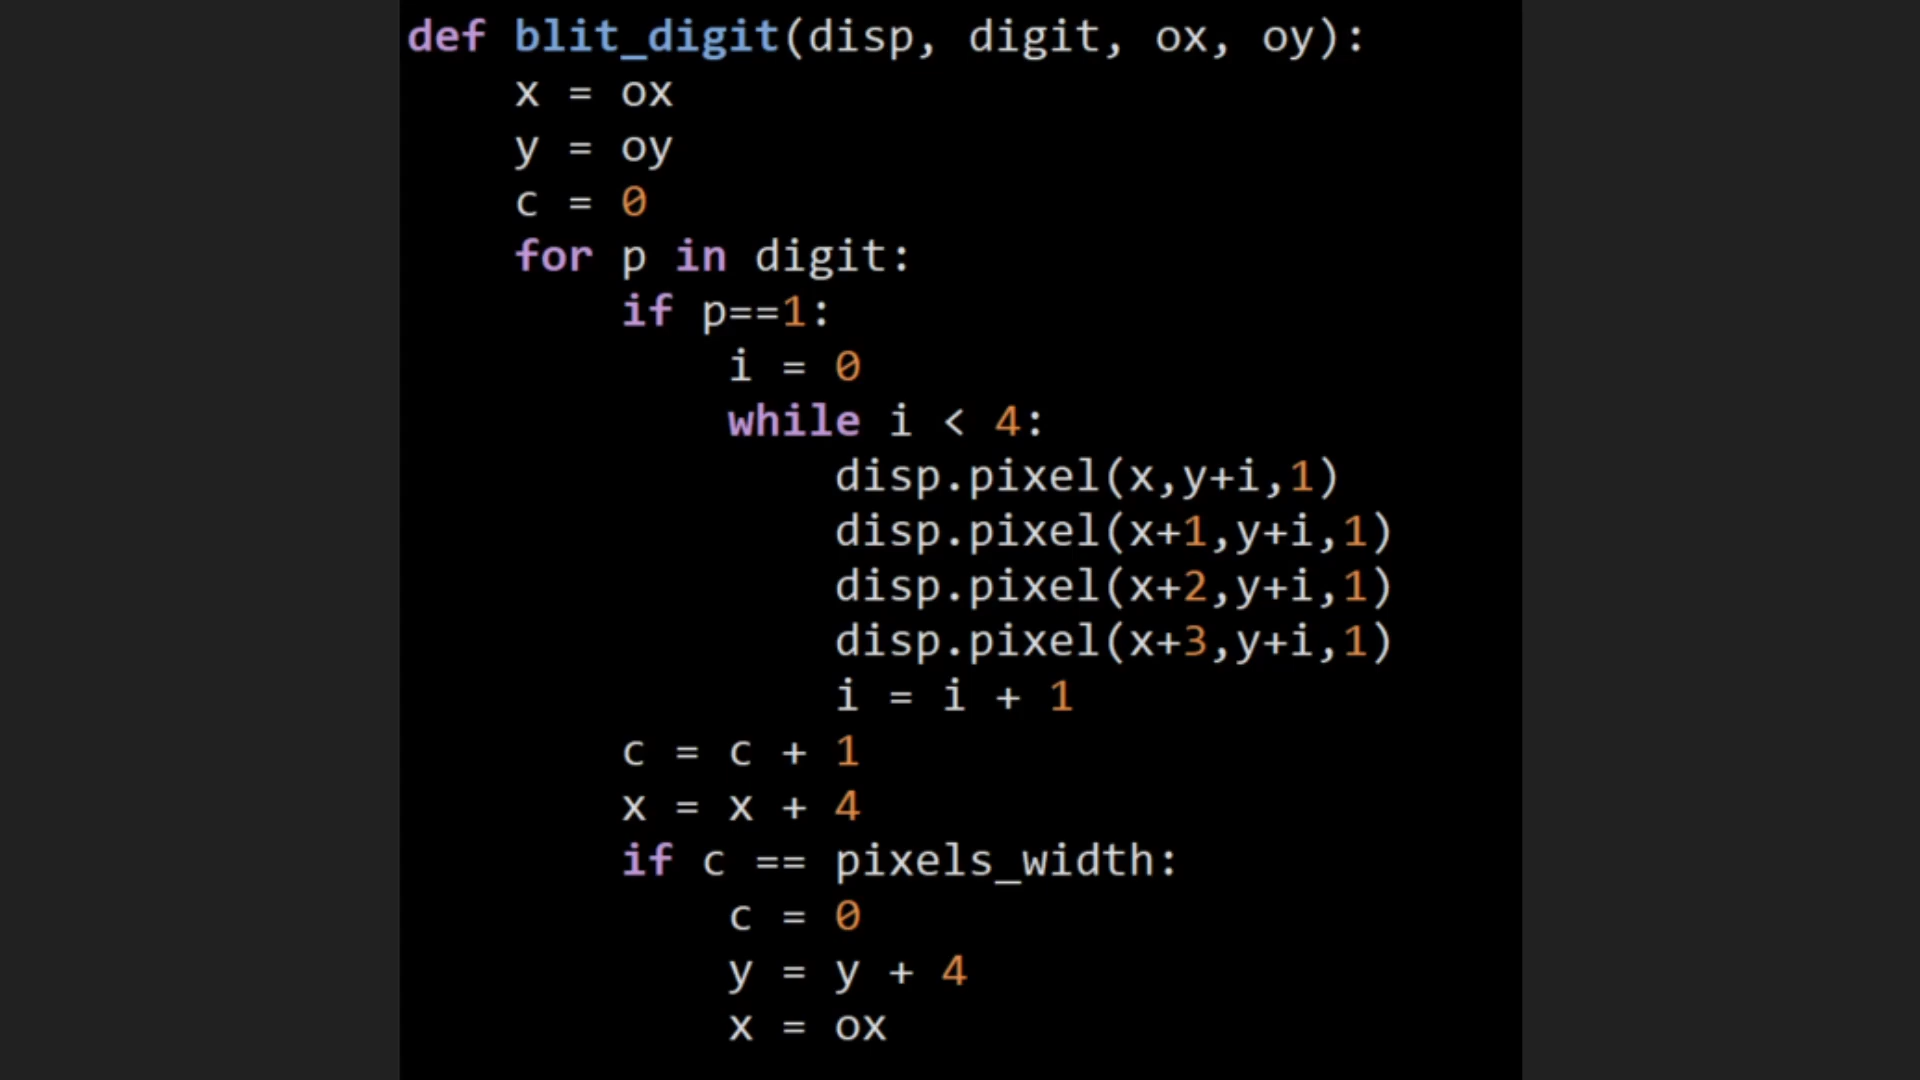 def blit_digit(disp, digit, ox, oy):
    x = ox
    y = oy
    c = 0
    for p in digit:
        if p==1:
            i = 0
            while i < 4:
                disp.pixel(x,y+i,1)
                disp.pixel(x+1,y+i,1)
                disp.pixel(x+2,y+i,1)
                disp.pixel(x+3,y+i,1)
                i = i + 1
        c = c + 1
        x = x + 4
        if c == pixels_width:
            c = 0
            y = y + 4
            x = ox